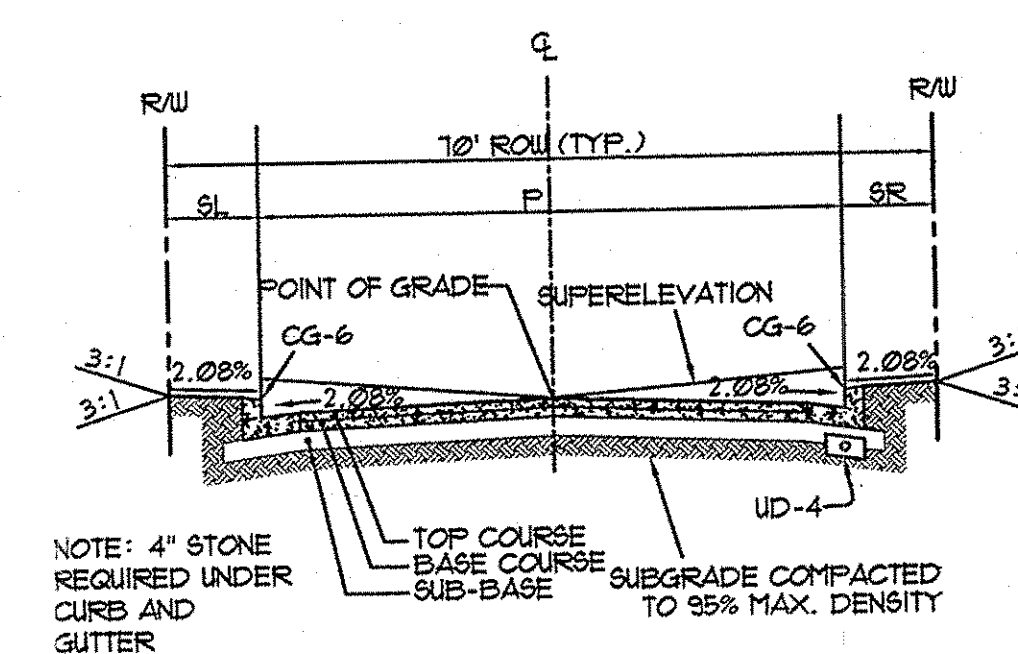 ℄
R/W
R/W
70' ROW (TYP.)
SL
P
SR
POINT OF GRADE
SUPERELEVATION
CG-6
CG-6
3:1
2.08%
2.08%
3:
3:1
2.08%
2.08%
3:
UD-4
NOTE: 4" STONE
REQUIRED UNDER
CURB AND
GUTTER
TOP COURSE
BASE COURSE
SUB-BASE
SUBGRADE COMPACTED
TO 95% MAX. DENSITY